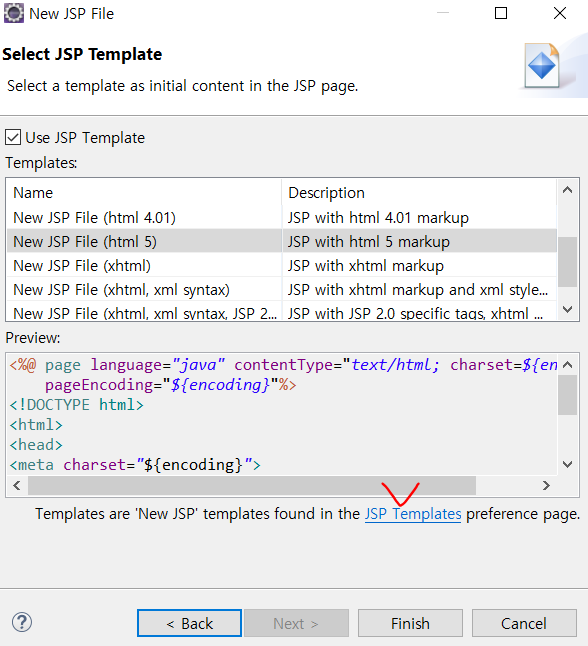 New JSP File
Select JSP Template
Select a template as initial content in the JSP page.
Use JSP Template
Templates:
Name Description
New JSP File (html 4.01) JSP with html 4.01 markup
New JSP File (html 5) JSP with html 5 markup
New JSP File (xhtml) JSP with xhtml markup
New JSP File (xhtml, xml syntax) JSP with xhtml markup and xml style...
New JSP File (xhtml, xml syntax, JSP 2... JSP with JSP 2.0 specific tags, xhtml ...
Preview:
<%@ page language="java" contentType="text/html; charset=${en
pageEncoding="${encoding}"%>
<!DOCTYPE html>
<html>
<head>
<meta charset="${encoding}">
Templates are 'New JSP' templates found in the JSP Templates preference page.
? < Back Next > Finish Cancel